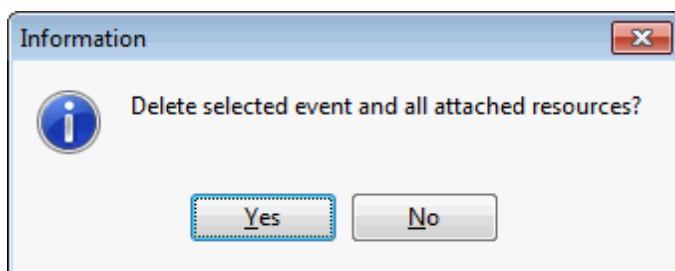 Information
Delete selected event and all attached resources?
Yes
No